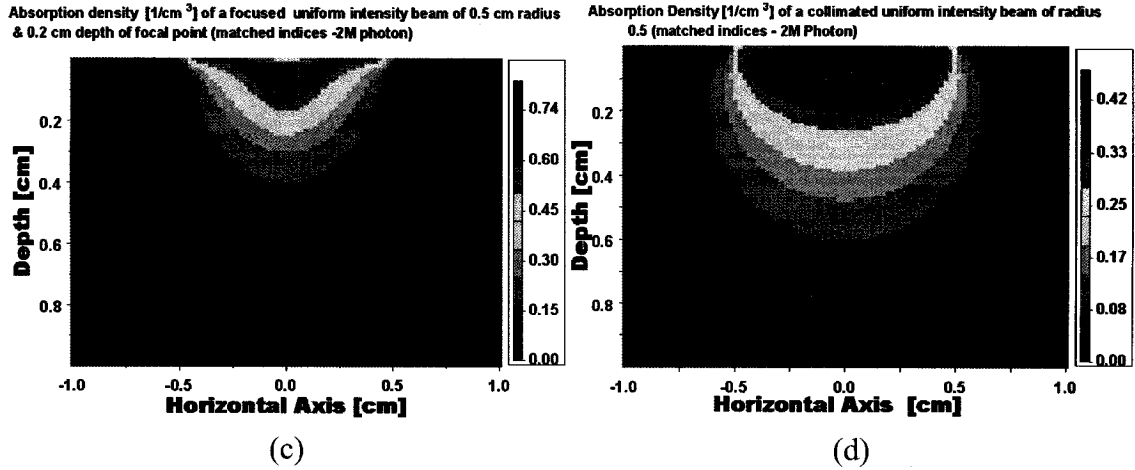 Absorption density [1/cm 3] of a focused uniform intensity beam of 0.5 cm radius
& 0.2 cm depth of focal point (matched indices -2M photon)
0.2
0.4
0.6
0.8
Depth [cm]
0.74
0.60
0.45
0.30
0.15
0.00
-1.0 -0.5 0.0 0.5 1.0
Horizontal Axis [cm]
(c)
Absorption Density [1/cm 3] of a collimated uniform intensity beam of radius
0.5 (matched indices - 2M Photon)
0.2
0.4
0.6
0.8
Depth [cm]
0.42
0.33
0.25
0.17
0.08
0.00
-1.0 -0.5 0.0 0.5 1.0
Horizontal Axis [cm]
(d)